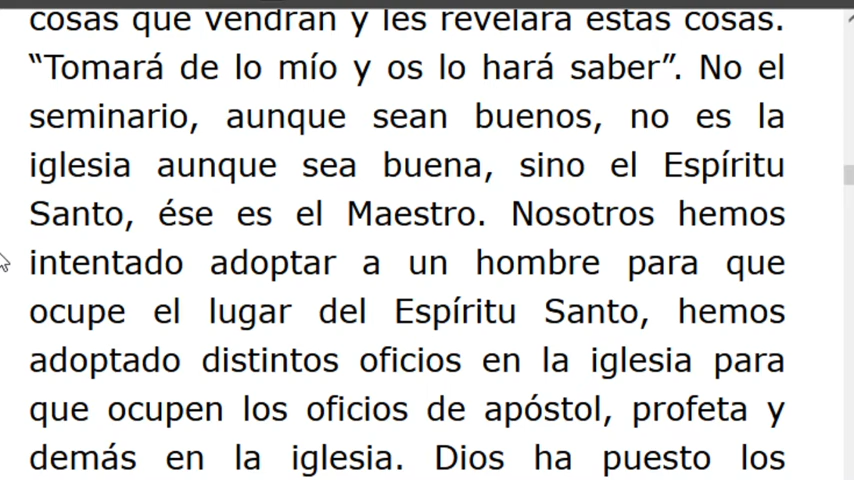 cosas que vendrán y les revelará estas cosas.
“Tomará de lo mío y os lo hará saber”. No el
seminario, aunque sean buenos, no es la
iglesia aunque sea buena, sino el Espíritu
Santo, ése es el Maestro. Nosotros hemos
intentado adoptar a un hombre para que
ocupe el lugar del Espíritu Santo, hemos
adoptado distintos oficios en la iglesia para
que ocupen los oficios de apóstol, profeta y
demás en la iglesia. Dios ha puesto los